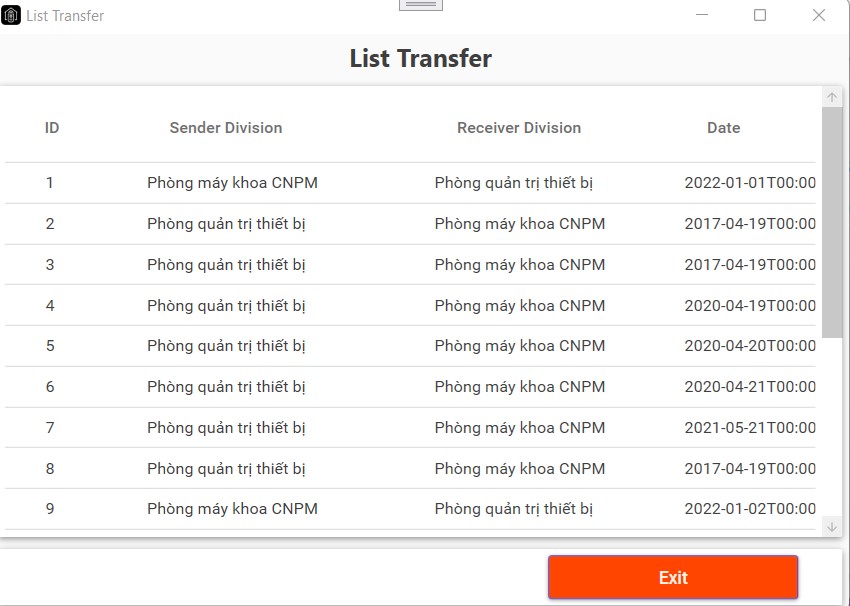 List Transfer
List Transfer
ID Sender Division Receiver Division Date
1 Phòng máy khoa CNPM Phòng quản trị thiết bị 2022-01-01T00:00
2 Phòng quản trị thiết bị Phòng máy khoa CNPM 2017-04-19T00:00
3 Phòng quản trị thiết bị Phòng máy khoa CNPM 2017-04-19T00:00
4 Phòng quản trị thiết bị Phòng máy khoa CNPM 2020-04-19T00:00
5 Phòng quản trị thiết bị Phòng máy khoa CNPM 2020-04-20T00:00
6 Phòng quản trị thiết bị Phòng máy khoa CNPM 2020-04-21T00:00
7 Phòng quản trị thiết bị Phòng máy khoa CNPM 2021-05-21T00:00
8 Phòng quản trị thiết bị Phòng máy khoa CNPM 2017-04-19T00:00
9 Phòng máy khoa CNPM Phòng quản trị thiết bị 2022-01-02T00:00
Exit